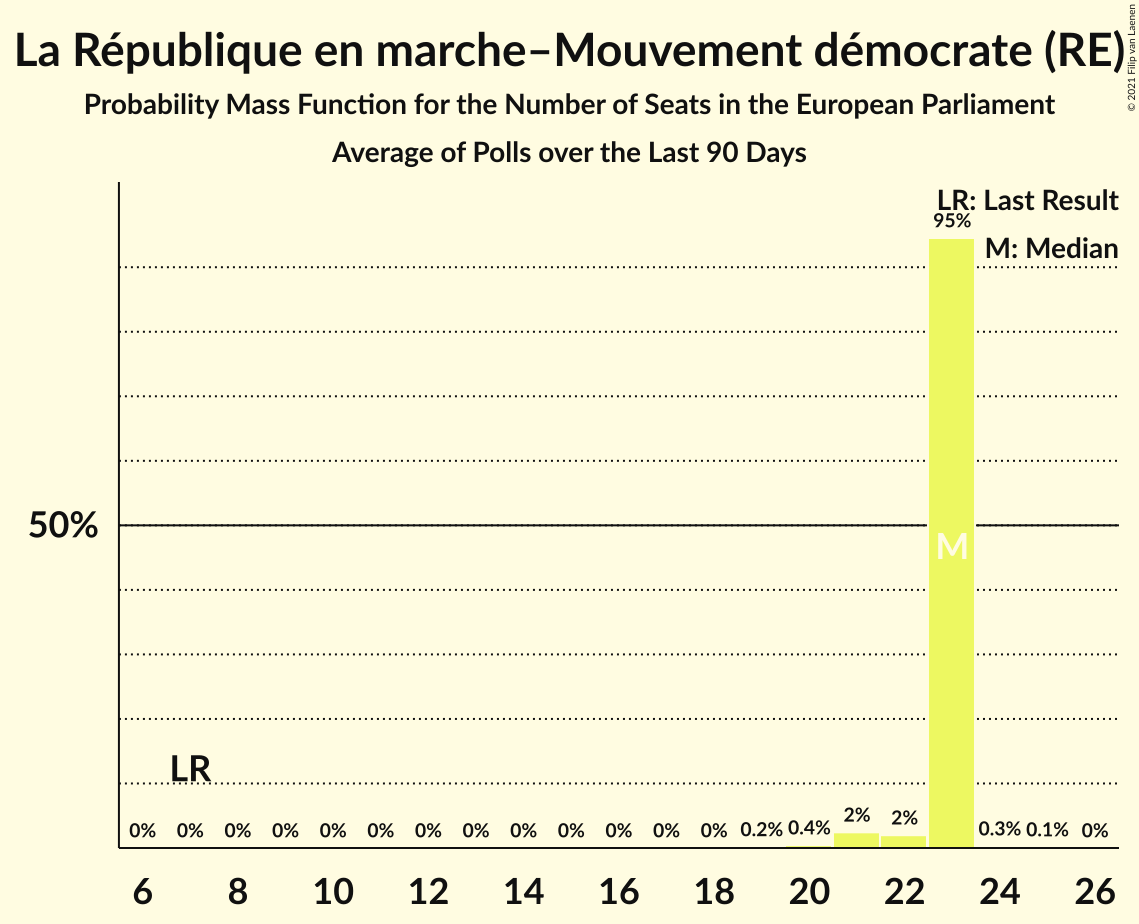 La République en marche–Mouvement démocrate (RE)
© 2021 Filip van Laenen
Probability Mass Function for the Number of Seats in the European Parliament
Average of Polls over the Last 90 Days
LR: Last Result
95%
M: Median
50%
M
LR
0% 0% 0% 0% 0% 0% 0% 0% 0% 0% 0% 0% 0% 0.2% 0.4% 2% 2% 0.3% 0.1% 0%
6 8 10 12 14 16 18 20 22 24 26